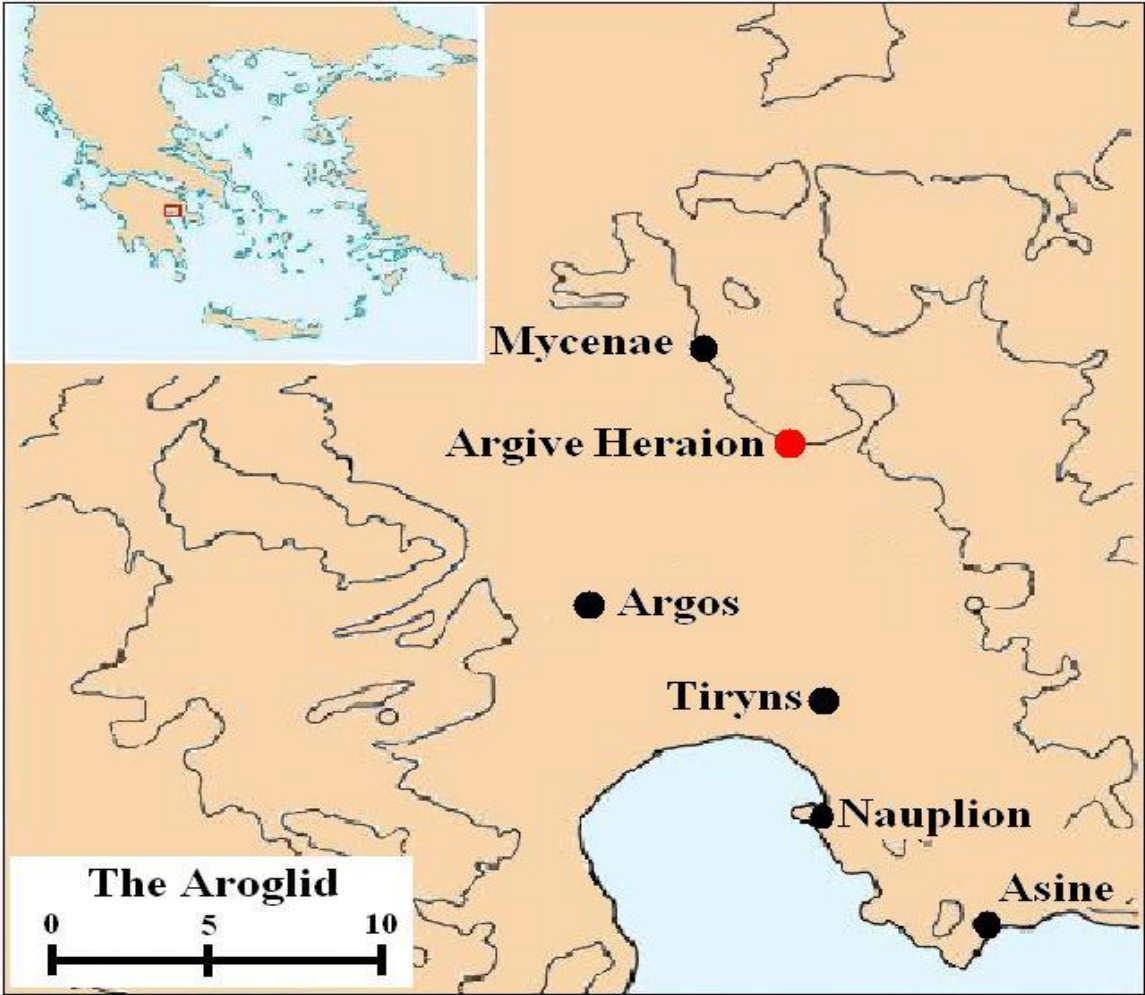 Mycenae
Argive Heraion
Argos
Tiryns
Nauplion
The Aroglid
Asine
0 5 10